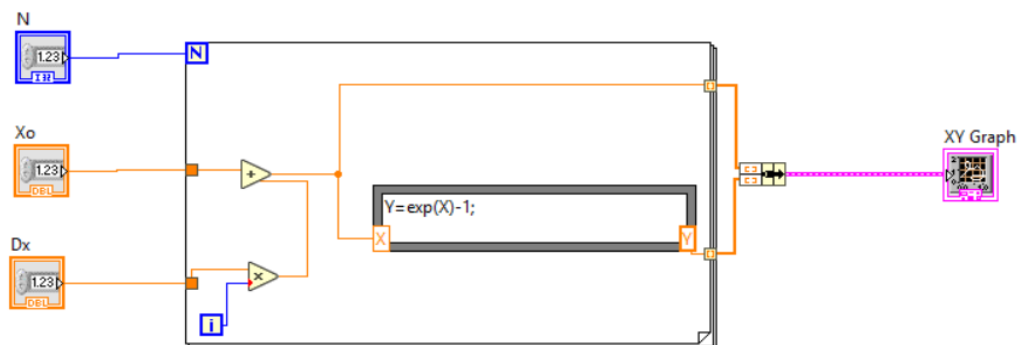 N
1.23
I32
N
Xo
1.23
DBL
+
XY Graph
Y=exp(X)-1;
X
Y
Dx
1.23
DBL
x
i